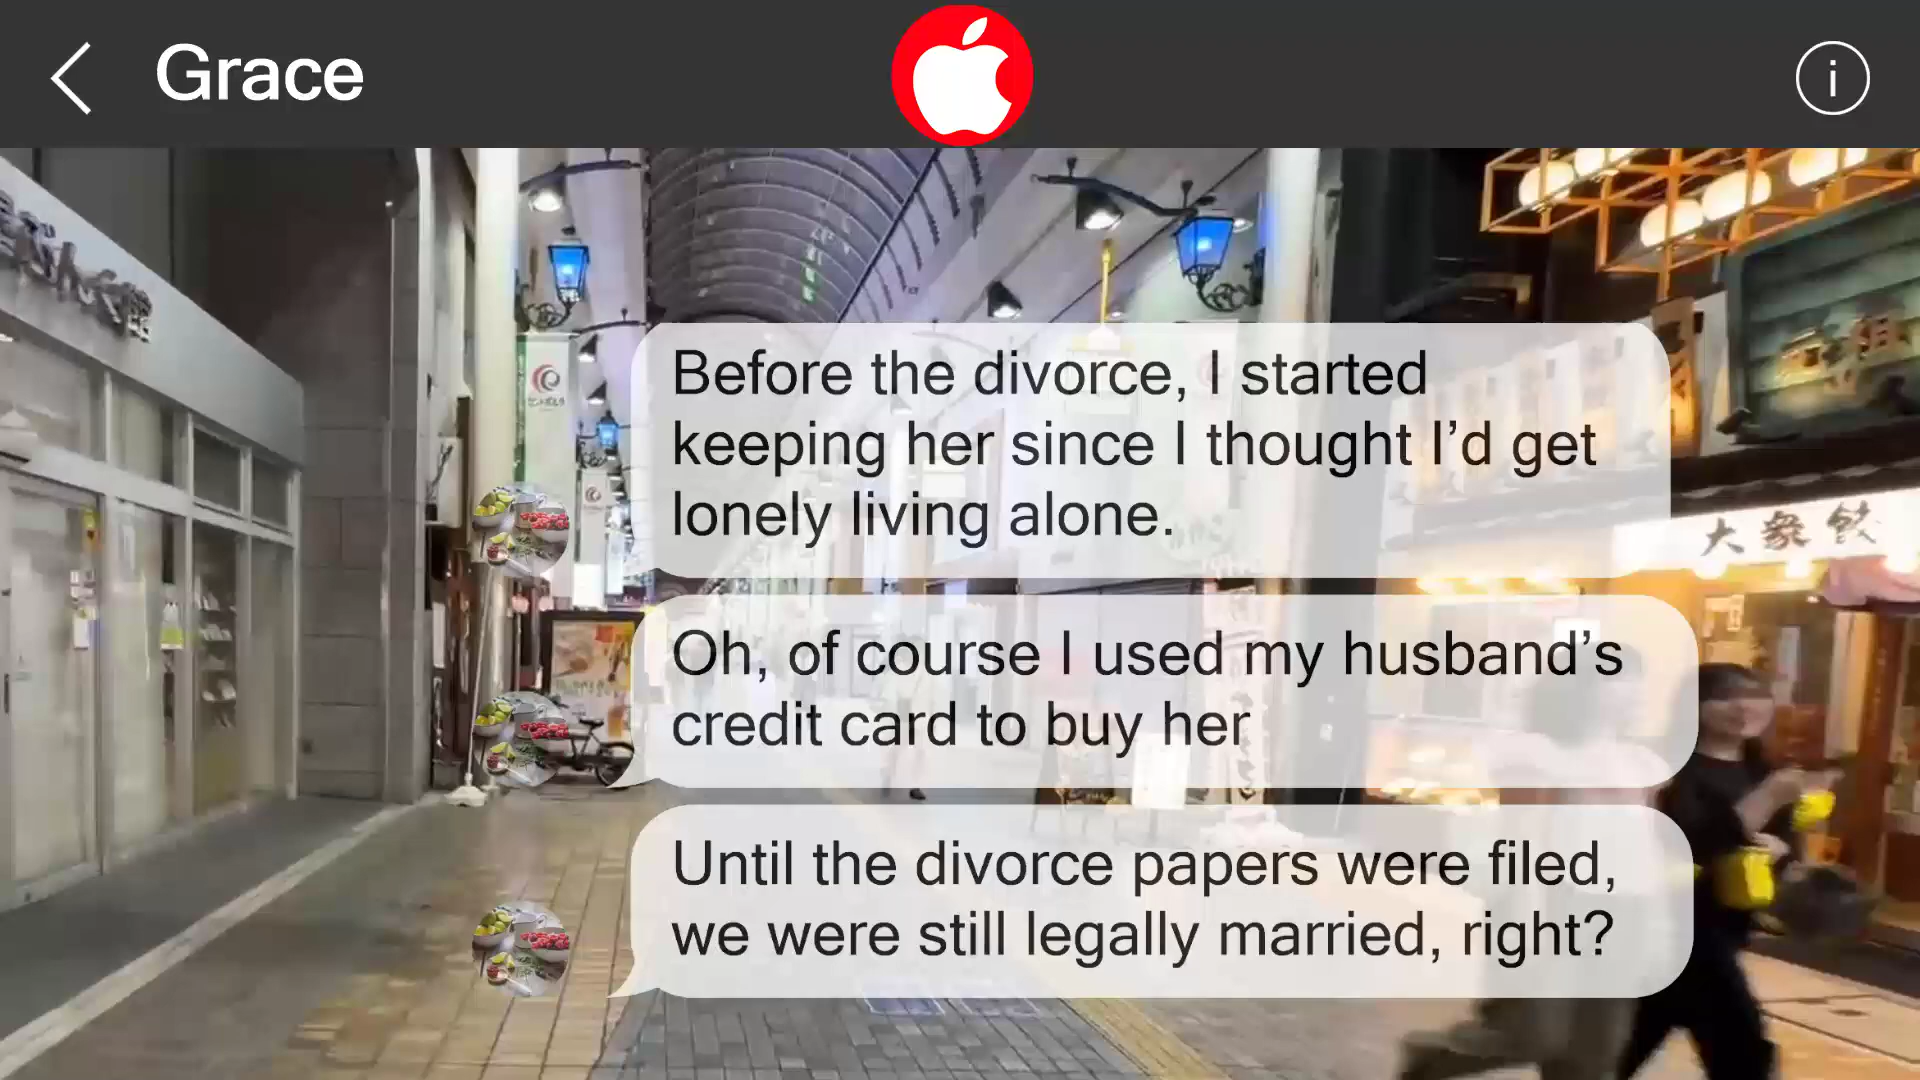 Grace
i
Before the divorce, I started
keeping her since I thought I’d get
lonely living alone.
大衆
Oh, of course I used my husband’s
credit card to buy her
Until the divorce papers were filed,
we were still legally married, right?